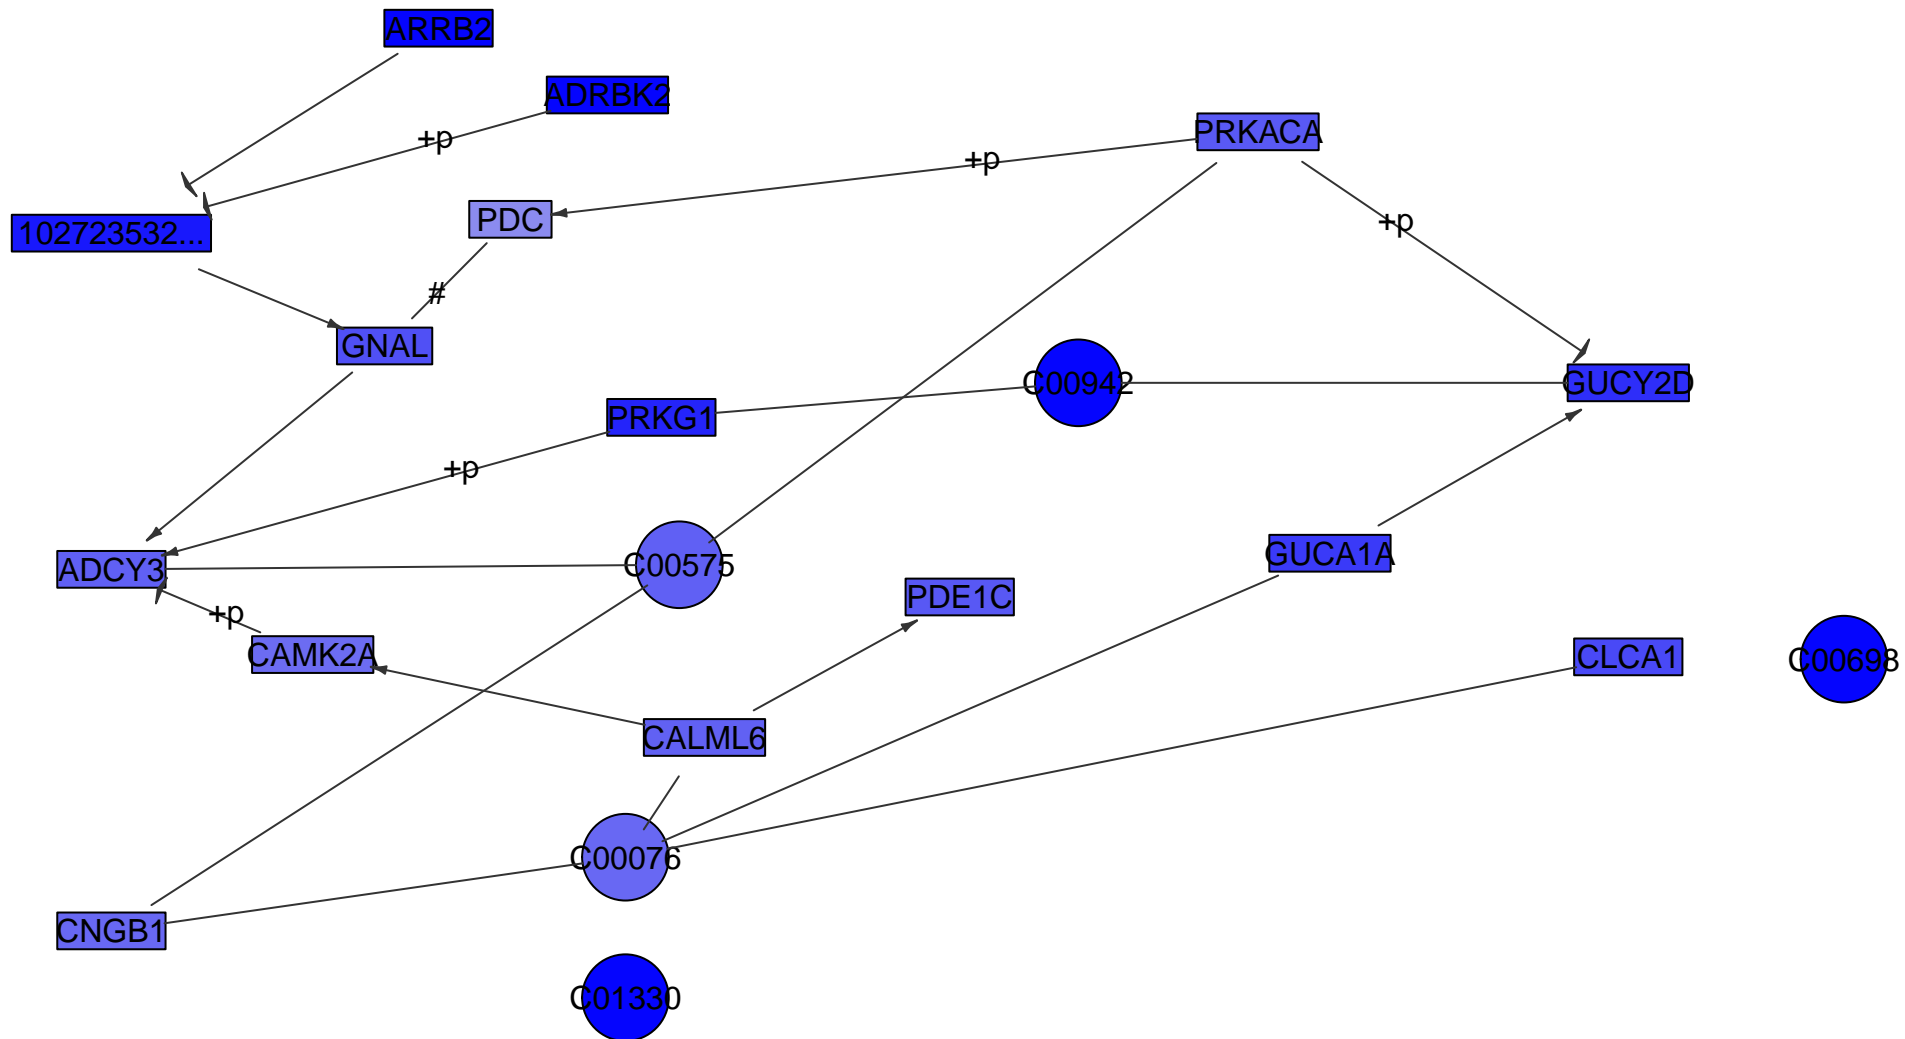 ARRB2
ADRBK2
+p
PRKACA
+p
PDC
+p
102723532...
#
GNAL
C00942
GUCY2D
PRKG1
+p
ADCY3
C00575
GUCA1A
PDE1C
+p
CAMK2A
CLCA1
C00698
CALML6
C00076
CNGB1
C01330